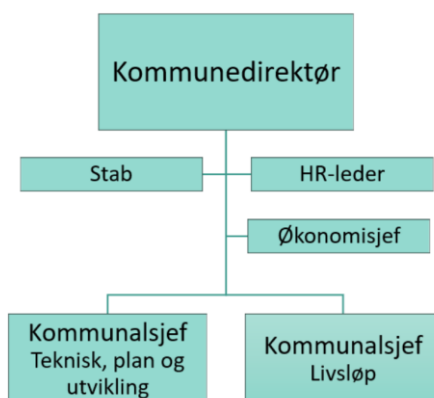 Kommunedirektør
Stab
HR-leder
Økonomisjef
Kommunalsjef
Teknisk, plan og
utvikling
Kommunalsjef
Livsløp